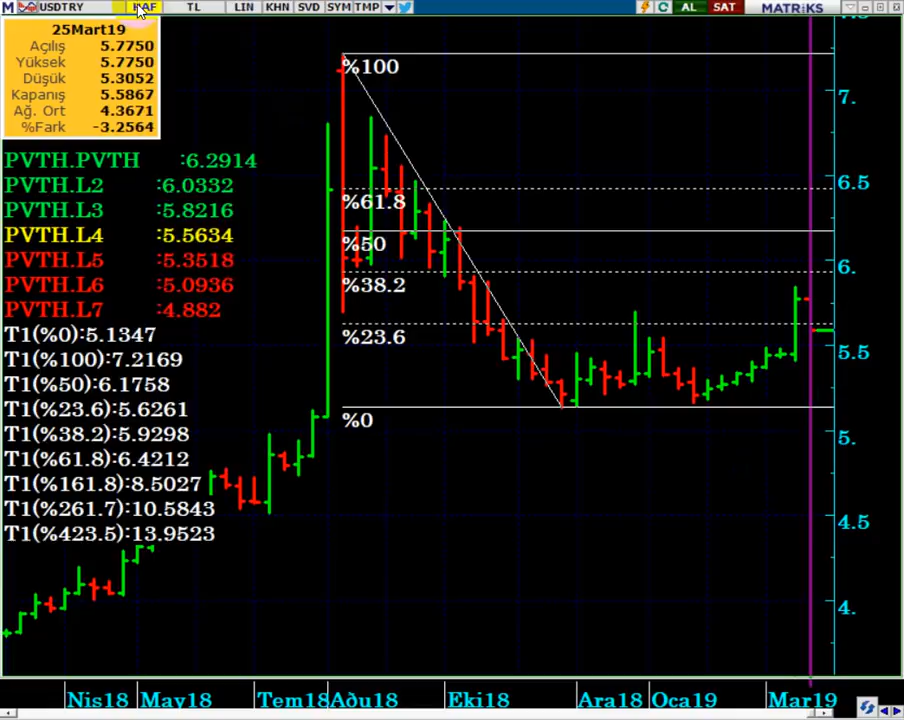 M USDTRY HAF TL LIN KHN SVD SYM TMP AL SAT MATRiKS
25Mart19
Açılış 5.7750
Yüksek 5.7750
Düşük 5.3052
Kapanış 5.5867
Ağ. Ort 4.3671
%Fark -3.2564
PVTH.PVTH :6.2914
PVTH.L2 :6.0332
PVTH.L3 :5.8216
PVTH.L4 :5.5634
PVTH.L5 :5.3518
PVTH.L6 :5.0936
PVTH.L7 :4.882
T1(%0):5.1347
T1(%100):7.2169
T1(%50):6.1758
T1(%23.6):5.6261
T1(%38.2):5.9298
T1(%61.8):6.4212
T1(%161.8):8.5027
T1(%261.7):10.5843
T1(%423.5):13.9523
%100
%61.8
%50
%38.2
%23.6
%0
7.
6.5
6.
5.5
5.
4.5
4.
Nis18 May18 Tem18 Aðu18 Eki18 Ara18 Oca19 Mar19